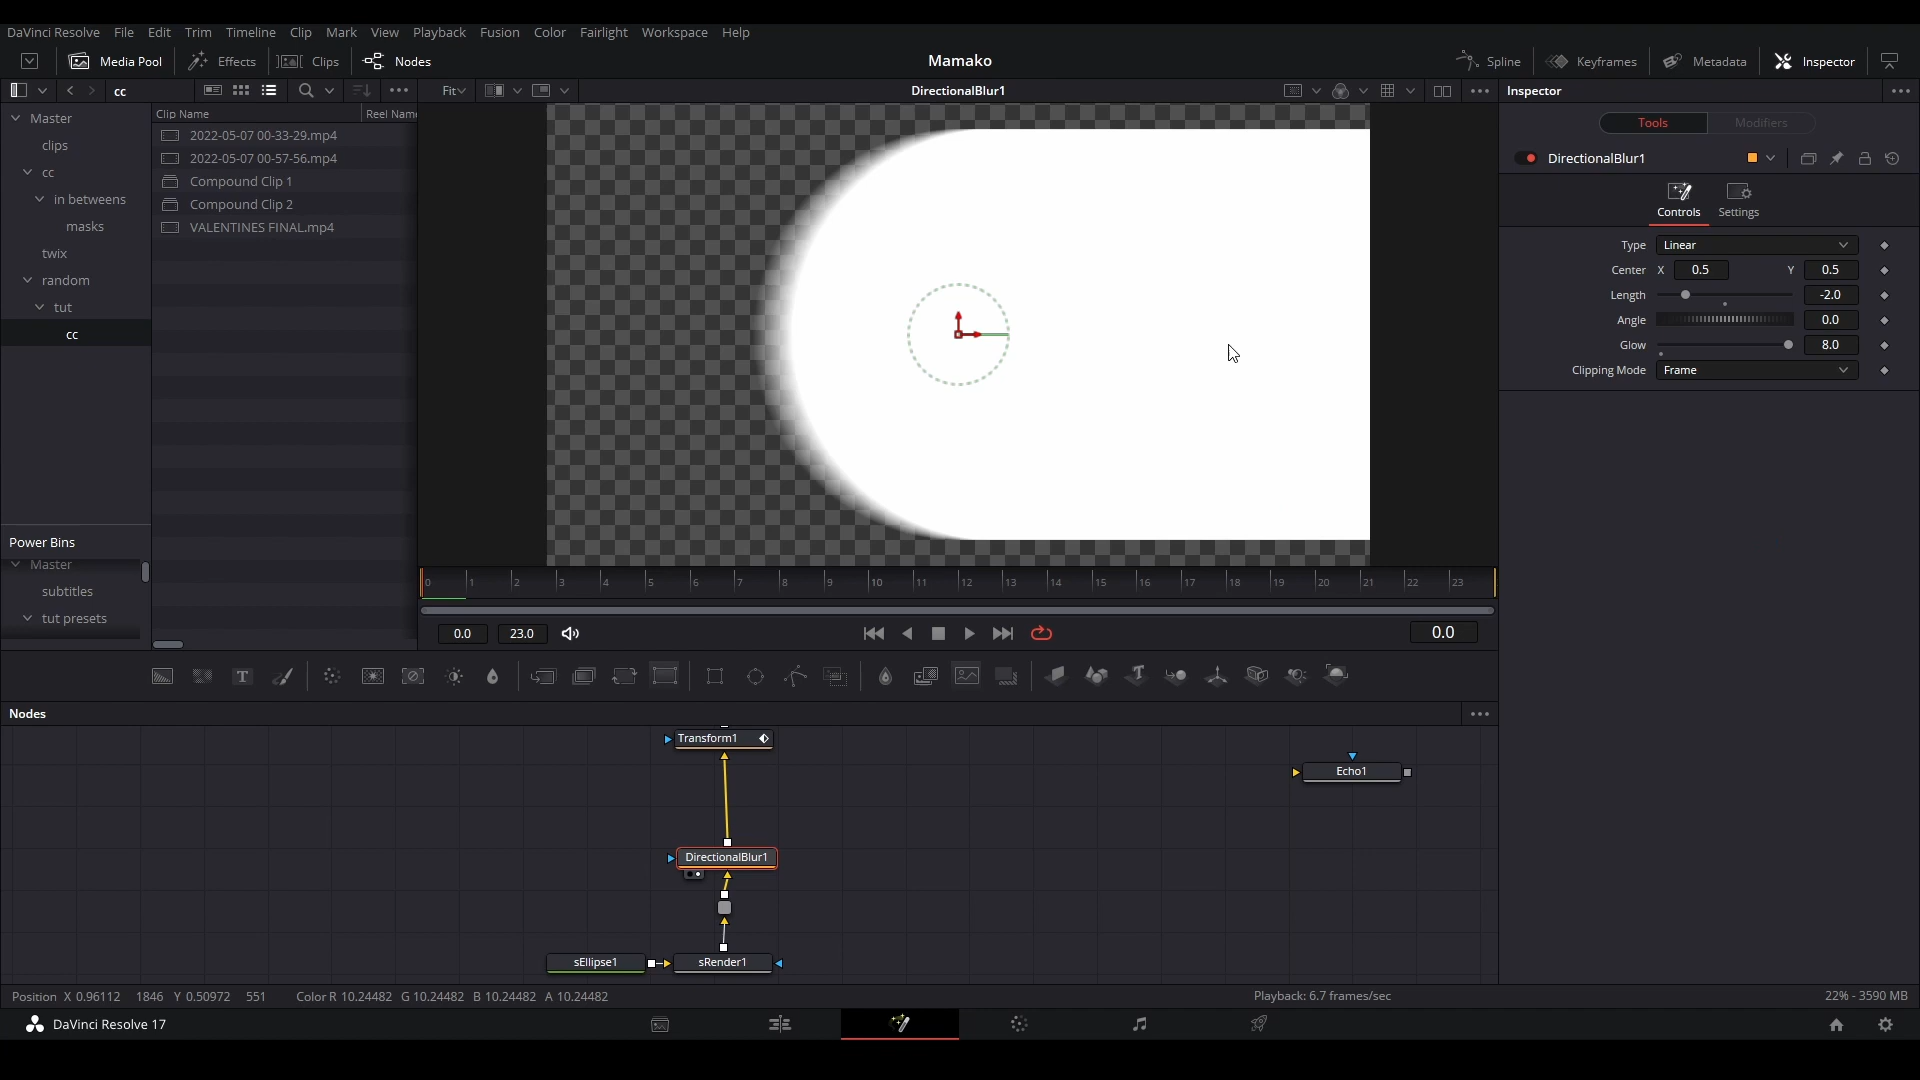 DaVinci Resolve File Edit Trim Timeline Clip Mark View Playback Fusion Color Fairlight Workspace Help
Media Pool Effects Clips Nodes Mamako Spline Keyframes Metadata Inspector
cc Fit DirectionalBlur1 Inspector
Clip Name Reel Name
Master
clips
cc
in betweens
masks
twix
random
tut
cc
2022-05-07 00-33-29.mp4
2022-05-07 00-57-56.mp4
Compound Clip 1
Compound Clip 2
VALENTINES FINAL.mp4
Power Bins
Master
subtitles
tut presets
Tools Modifiers
DirectionalBlur1
Controls Settings
Type Linear
Center X 0.5 Y 0.5
Length -2.0
Angle 0.0
Glow 8.0
Clipping Mode Frame
0 1 2 3 4 5 6 7 8 9 10 11 12 13 14 15 16 17 18 19 20 21 22 23
0.0 23.0 0.0
T T
Nodes
Transform1
Echo1
DirectionalBlur1
sEllipse1 sRender1
Position X 0.96112 1846 Y 0.50972 551 Color R 10.24482 G 10.24482 B 10.24482 A 10.24482 Playback: 6.7 frames/sec 22% - 3590 MB
DaVinci Resolve 17